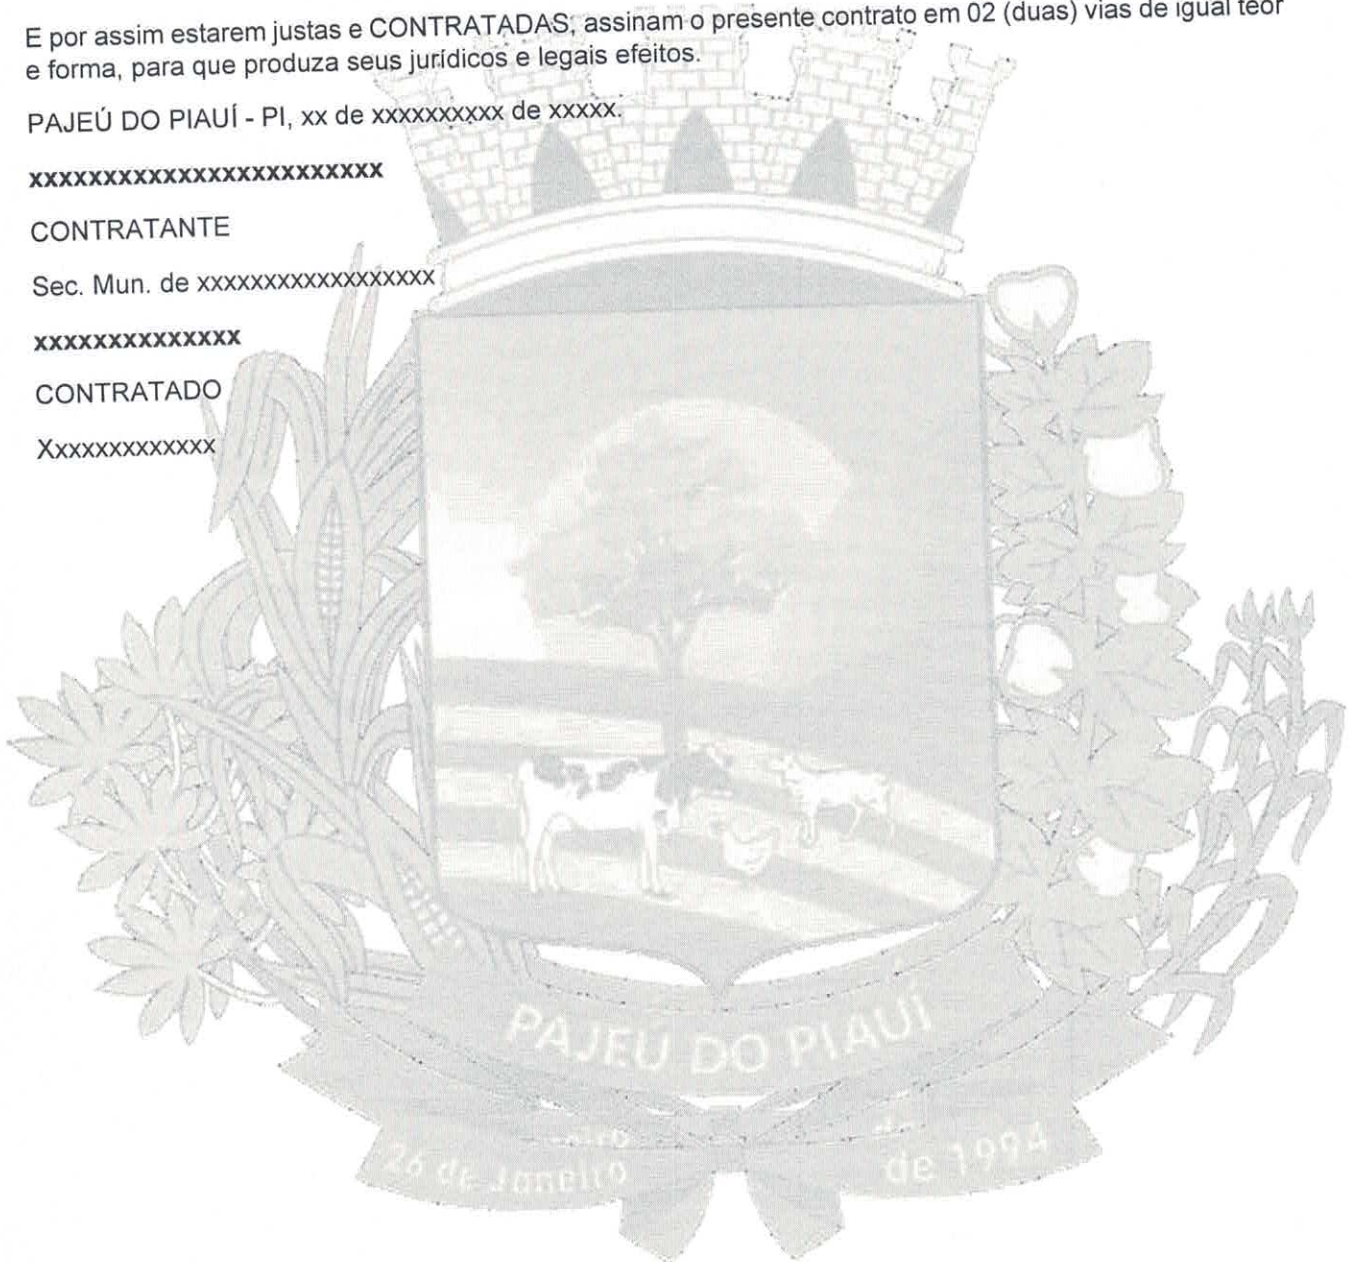 E por assim estarem justas e CONTRATADAS, assinam o presente contrato em 02 (duas) vias de igual teor
e forma, para que produza seus jurídicos e legais efeitos.
PAJEÚ DO PIAUÍ - PI, xx de xxxxxxxxxx de xxxxx.
xxxxxxxxxxxxxxxxxxxxxxxx
CONTRATANTE
Sec. Mun. de xxxxxxxxxxxxxxxxxx
xxxxxxxxxxxxxx
CONTRATADO
Xxxxxxxxxxxxx
PAJEÚ DO PIAUÍ
26 de Janeiro
de 1994